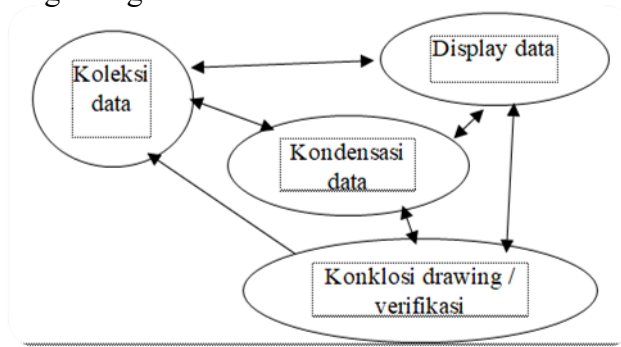 Koleksi
data
Display data
Kondensasi
data
Konklosi drawing /
verifikasi